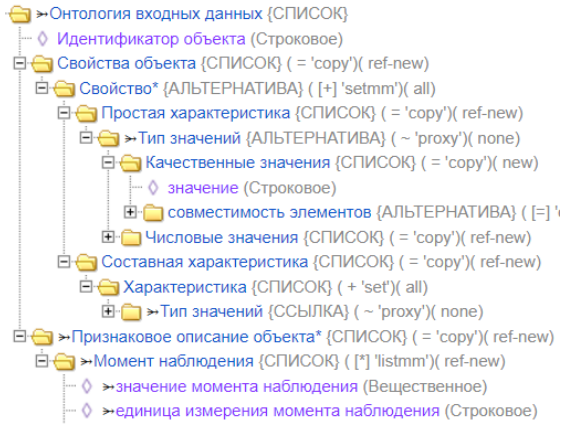 ➳Онтология входных данных {СПИСОК}
Идентификатор объекта (Строковое)
Свойства объекта {СПИСОК} ( = 'copy')( ref-new)
Свойство* {АЛЬТЕРНАТИВА} ( [+] 'setmm')( all)
Простая характеристика {СПИСОК} ( = 'copy')( ref-new)
➳Тип значений {АЛЬТЕРНАТИВА} ( ~ 'proxy')( none)
Качественные значения {СПИСОК} ( = 'copy')( new)
значение (Строковое)
совместимость элементов {АЛЬТЕРНАТИВА} ( [=] '
Числовые значения {СПИСОК} ( = 'copy')( ref-new)
Составная характеристика {СПИСОК} ( = 'copy')( ref-new)
Характеристика {СПИСОК} ( + 'set')( all)
➳Тип значений {ССЫЛКА} ( ~ 'proxy')( none)
➳Признаковое описание объекта* {СПИСОК} ( = 'copy')( ref-new)
➳Момент наблюдения {СПИСОК} ( [*] 'listmm')( ref-new)
➳значение момента наблюдения (Вещественное)
➳единица измерения момента наблюдения (Строковое)